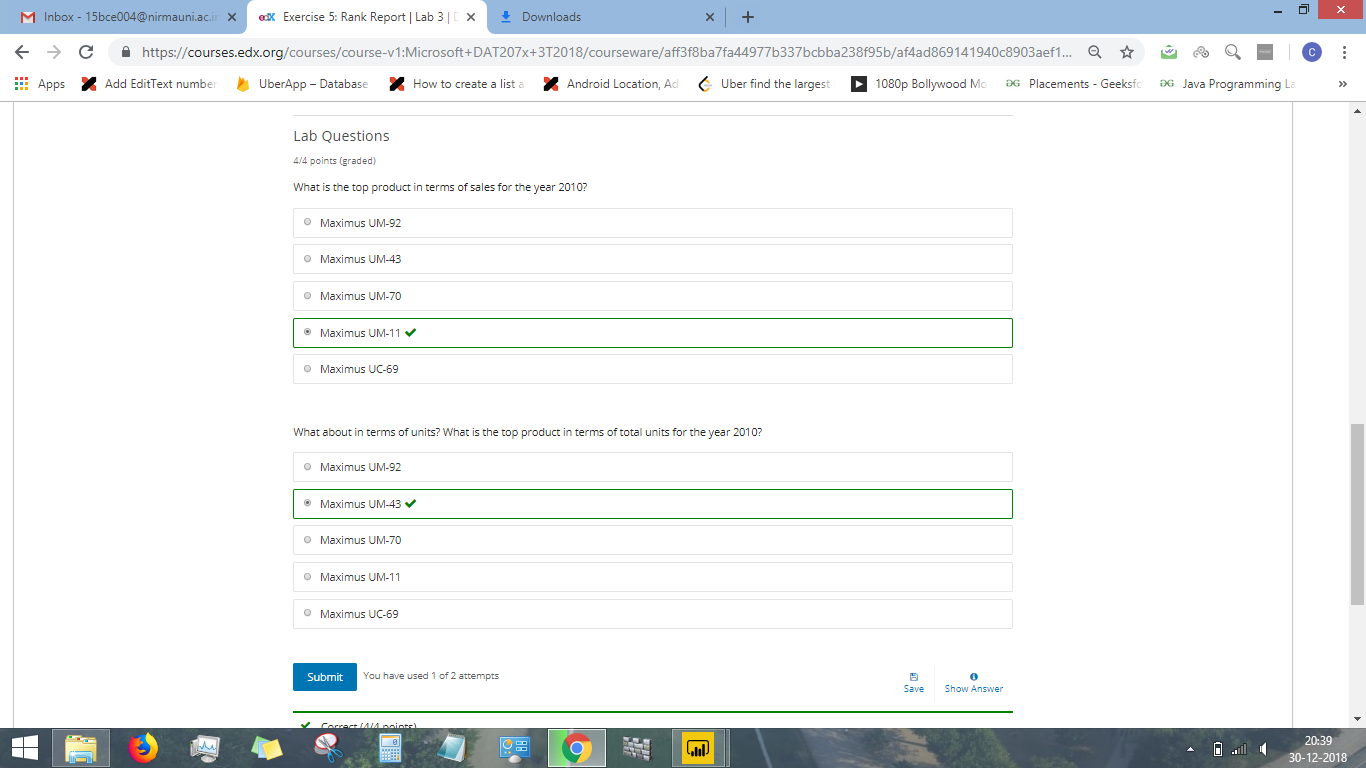 Inbox - 15bce004@nirmauni.ac.i
edX Exercise 5: Rank Report | Lab 3 |
Downloads
https://courses.edx.org/courses/course-v1:Microsoft+DAT207x+3T2018/courseware/aff3f8ba7fa44977b337bcbba238f95b/af4ad869141940c8903aef1...
C
Apps
Add EditText number
UberApp – Database
How to create a list a
Android Location, Ad
Uber find the largest
1080p Bollywood Mo
Placements - Geeksfo
Java Programming La
Lab Questions
4/4 points (graded)
What is the top product in terms of sales for the year 2010?
Maximus UM-92
Maximus UM-43
Maximus UM-70
Maximus UM-11
Maximus UC-69
What about in terms of units? What is the top product in terms of total units for the year 2010?
Maximus UM-92
Maximus UM-43
Maximus UM-70
Maximus UM-11
Maximus UC-69
Submit
You have used 1 of 2 attempts
Save
Show Answer
Correct (4/4 points)
20:39
30-12-2018